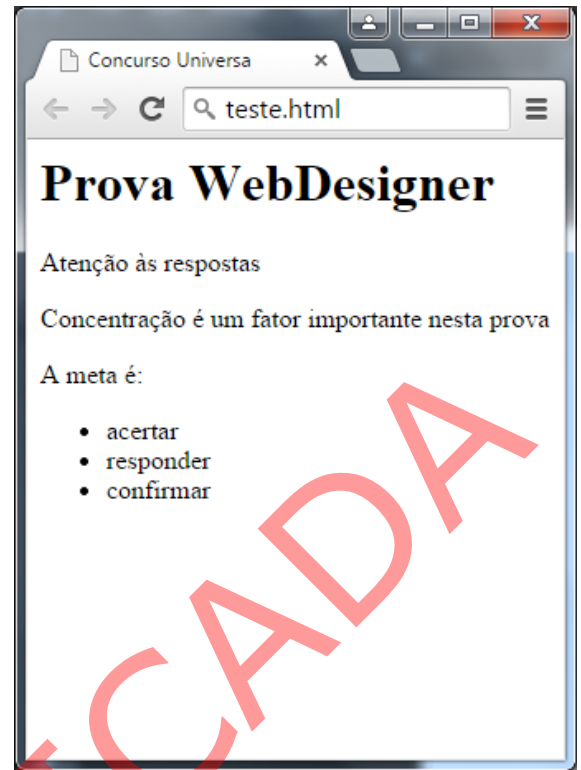 Concurso Universa
teste.html
Prova WebDesigner
Atenção às respostas
Concentração é um fator importante nesta prova
A meta é:
acertar
responder
confirmar
CADA